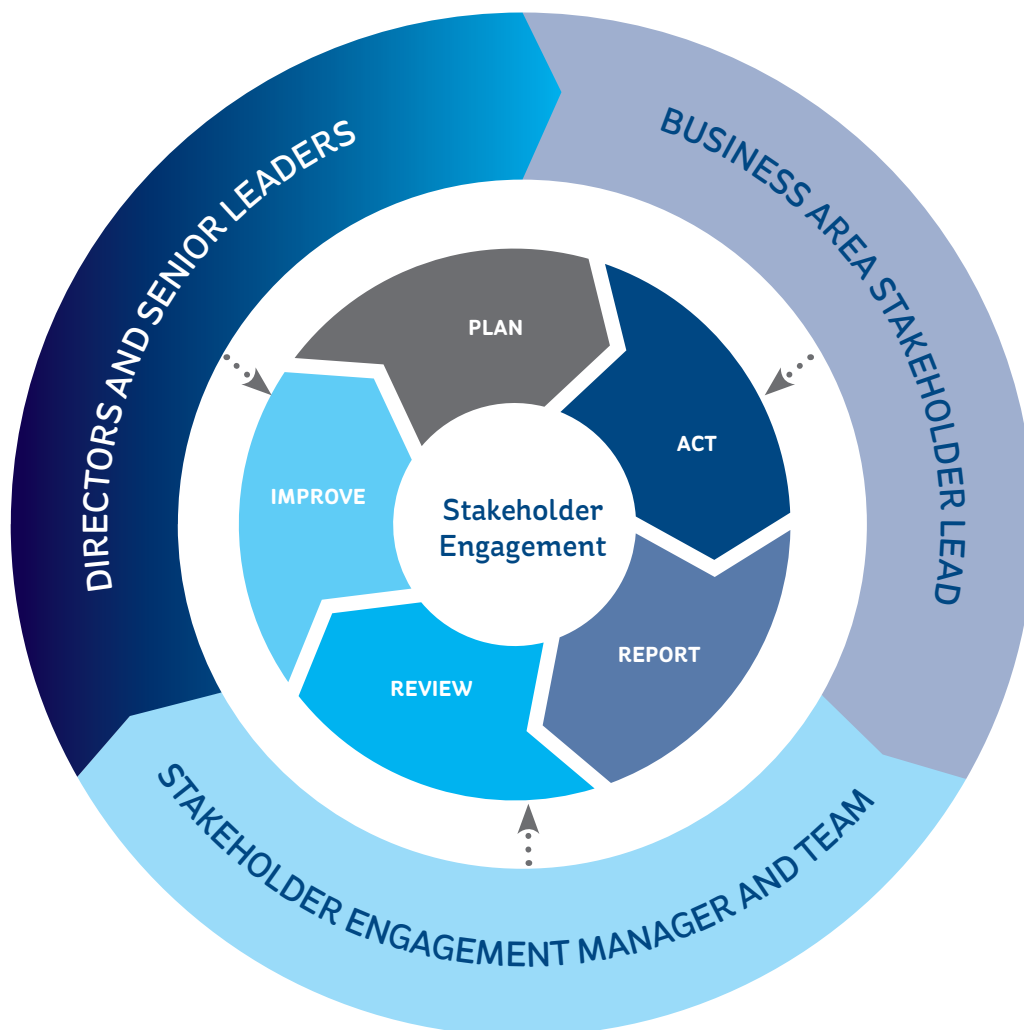 DIRECTORS AND SENIOR LEADERS
BUSINESS AREA STAKEHOLDER LEAD
STAKEHOLDER ENGAGEMENT MANAGER AND TEAM
PLAN
ACT
REPORT
REVIEW
IMPROVE
Stakeholder
Engagement